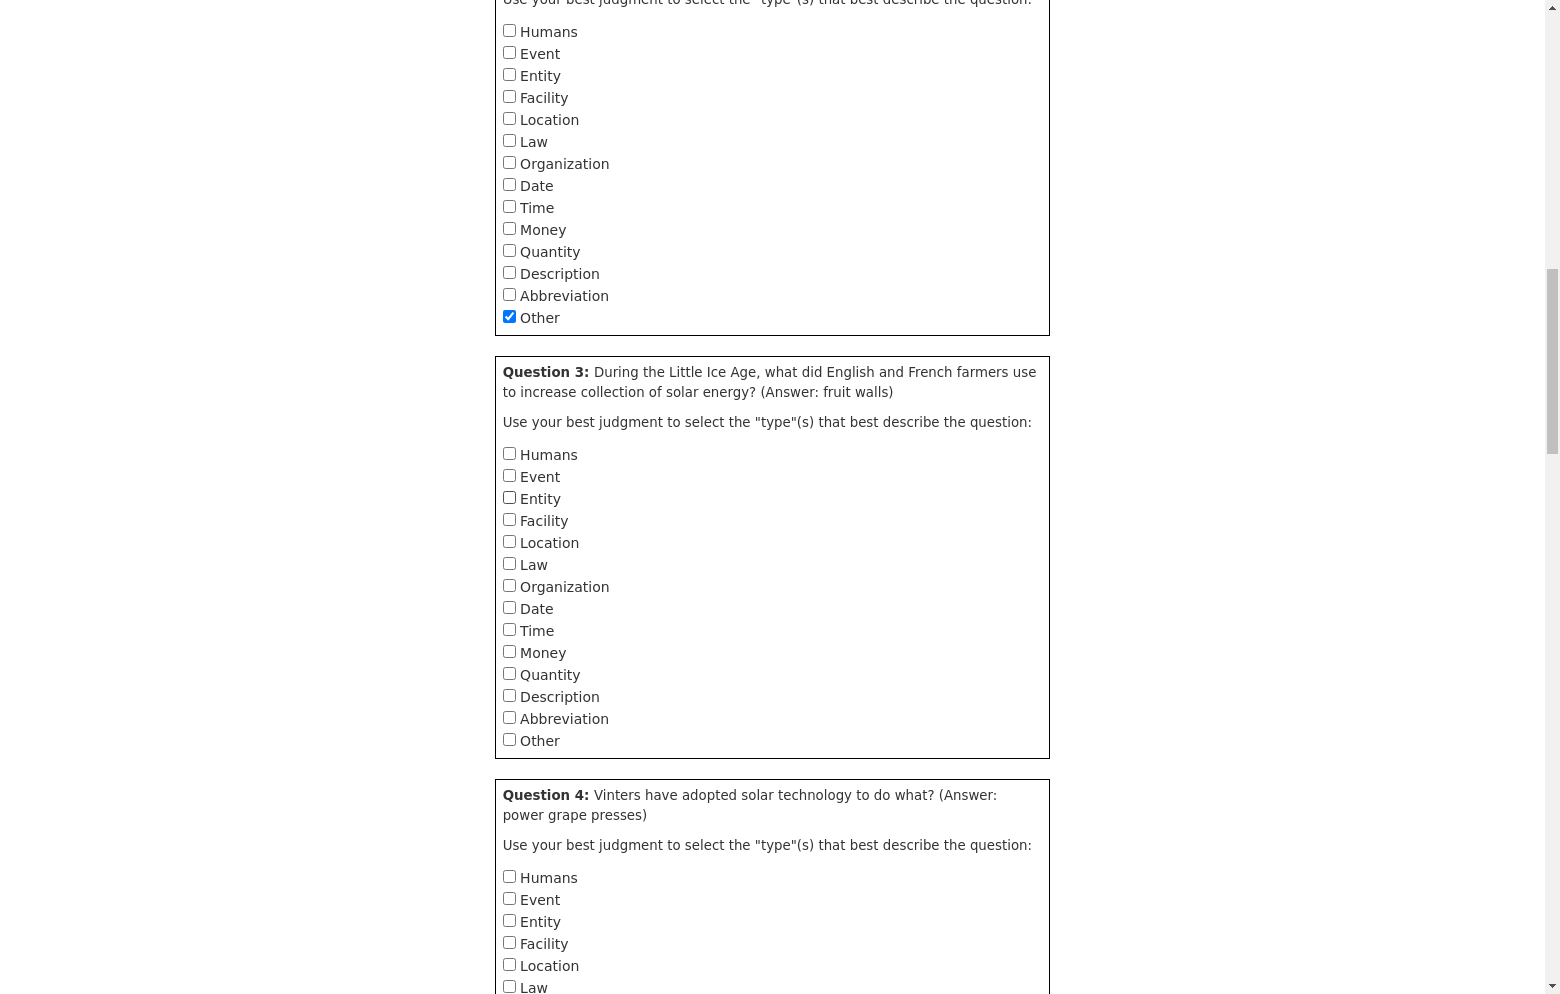 Use your best judgment to select the "type"(s) that best describe the question:
Humans
Event
Entity
Facility
Location
Law
Organization
Date
Time
Money
Quantity
Description
Abbreviation
Other
Question 3: During the Little Ice Age, what did English and French farmers use
to increase collection of solar energy? (Answer: fruit walls)
Use your best judgment to select the "type"(s) that best describe the question:
Humans
Event
Entity
Facility
Location
Law
Organization
Date
Time
Money
Quantity
Description
Abbreviation
Other
Question 4: Vinters have adopted solar technology to do what? (Answer:
power grape presses)
Use your best judgment to select the "type"(s) that best describe the question:
Humans
Event
Entity
Facility
Location
Law